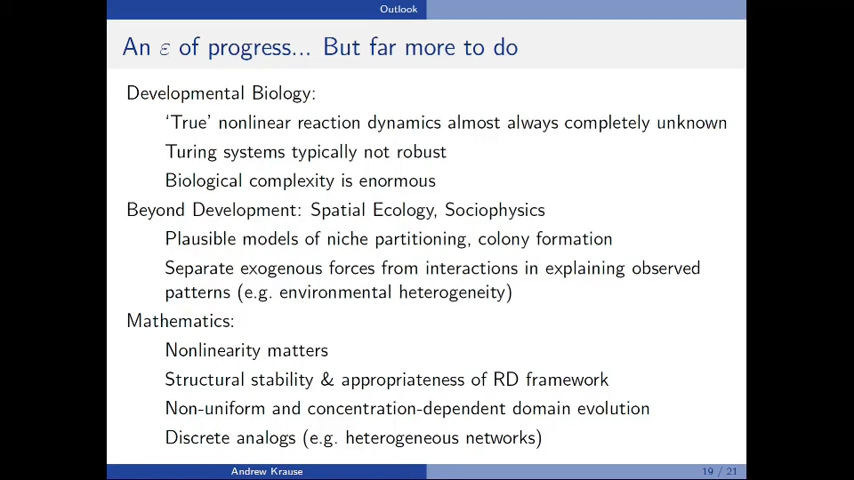 Outlook
An ε of progress... But far more to do
Developmental Biology:
‘True’ nonlinear reaction dynamics almost always completely unknown
Turing systems typically not robust
Biological complexity is enormous
Beyond Development: Spatial Ecology, Sociophysics
Plausible models of niche partitioning, colony formation
Separate exogenous forces from interactions in explaining observed
patterns (e.g. environmental heterogeneity)
Mathematics:
Nonlinearity matters
Structural stability & appropriateness of RD framework
Non-uniform and concentration-dependent domain evolution
Discrete analogs (e.g. heterogeneous networks)
Andrew Krause
19 / 21